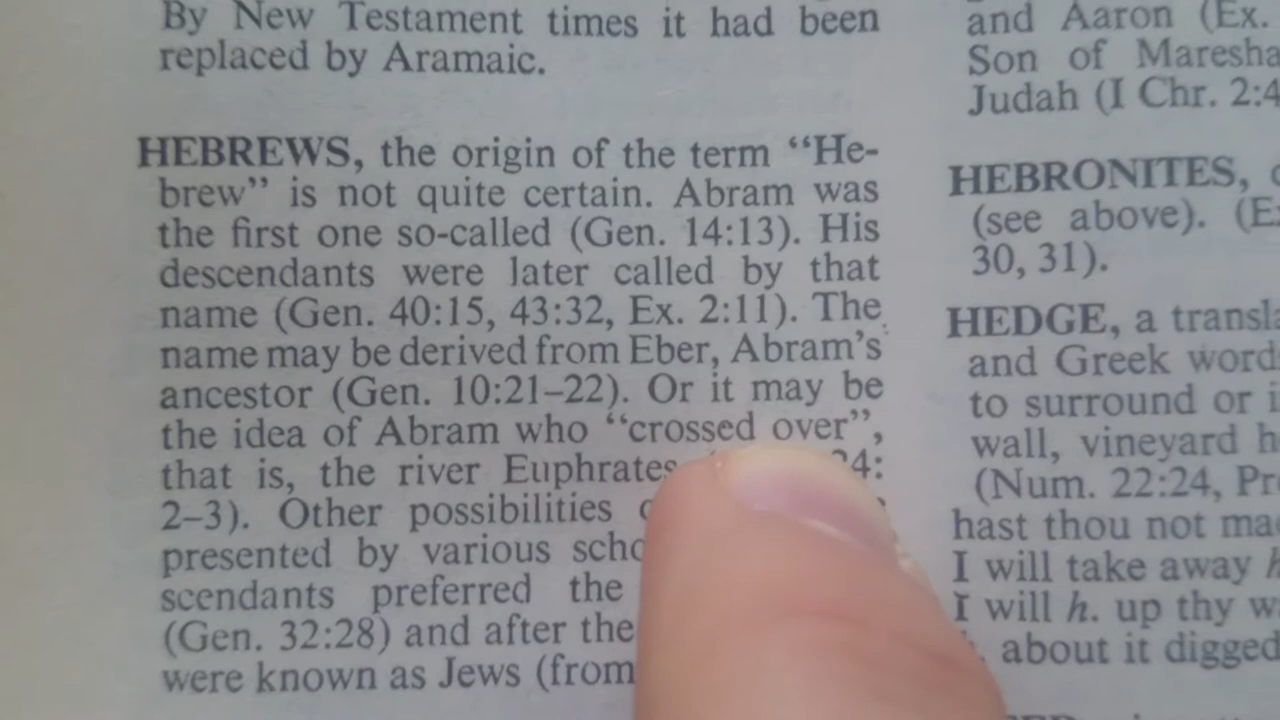 By New Testament times it had been
replaced by Aramaic.
HEBREWS, the origin of the term “He-
brew” is not quite certain. Abram was
the first one so-called (Gen. 14:13). His
descendants were later called by that
name (Gen. 40:15, 43:32, Ex. 2:11). The
name may be derived from Eber, Abram’s
ancestor (Gen. 10:21–22). Or it may be
the idea of Abram who “crossed over”,
that is, the river Euphrates 24:
2–3). Other possibilities
presented by various
scendants preferred the
(Gen. 32:28) and after the
were known as Jews (from
and Aaron (Ex.
Son of Maresha
Judah (I Chr. 2:4
HEBRONITES,
(see above). (E
30, 31).
HEDGE, a transl
and Greek word
to surround or i
wall, vineyard h
(Num. 22:24, Pr
hast thou not ma
I will take away h
I will h. up thy w
about it digged